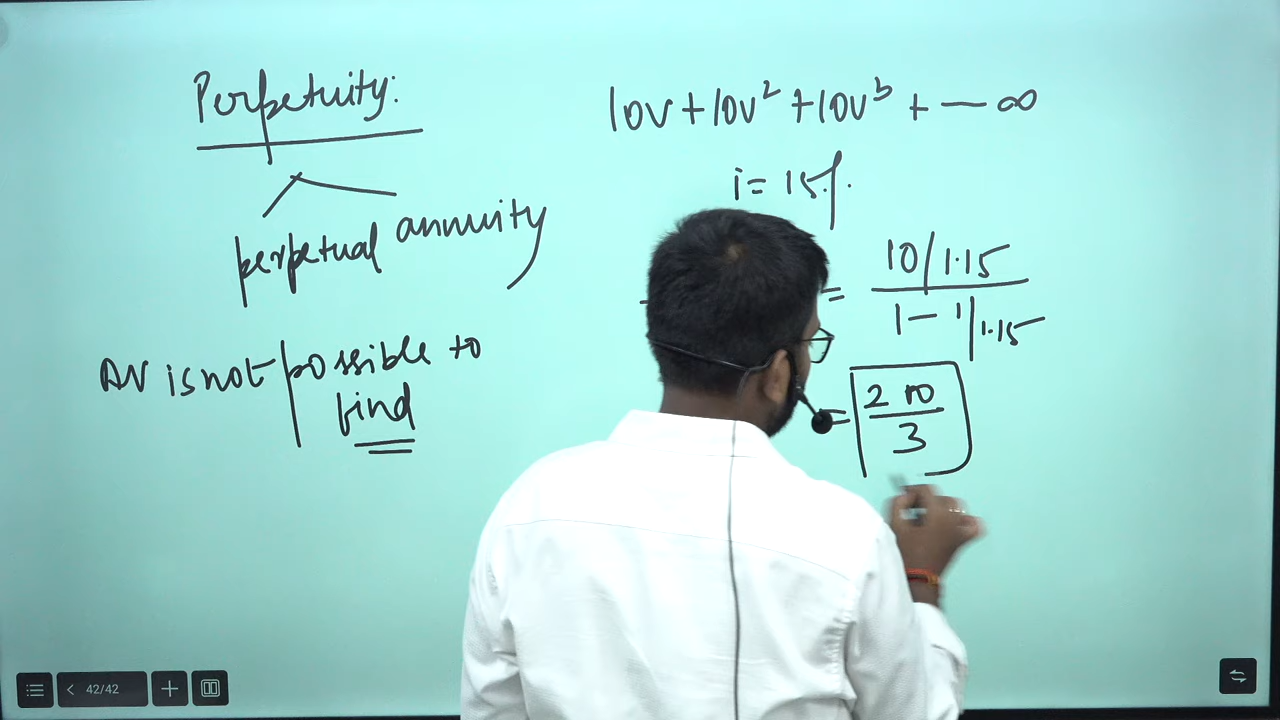 Perpetuity:
perpetual annuity
AV is not possible to
find
10v + 10v² + 10v³ + — ∞
i = 15%.
= 10/1.15
1 - 1/1.15
= 200
3
42/42